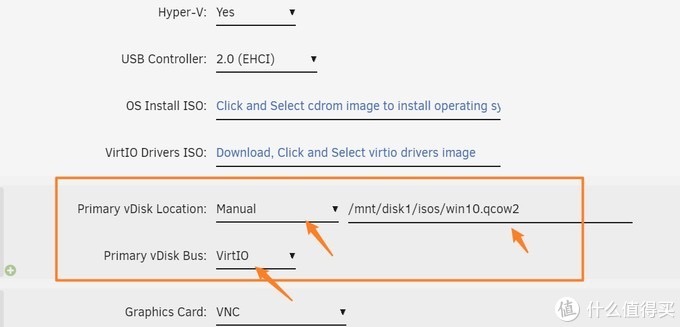 Hyper-V: Yes
USB Controller: 2.0 (EHCI)
OS Install ISO: Click and Select cdrom image to install operating sy
VirtIO Drivers ISO: Download, Click and Select virtio drivers image
Primary vDisk Location: Manual /mnt/disk1/isos/win10.qcow2
Primary vDisk Bus: VirtIO
Graphics Card: VNC
值 什么值得买